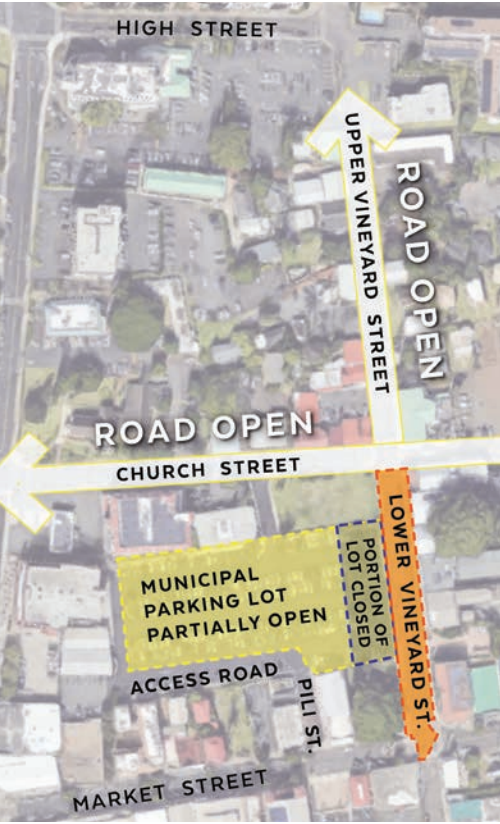 HIGH STREET
UPPER VINEYARD STREET
ROAD OPEN
ROAD OPEN
CHURCH STREET
LOWER VINEYARD ST.
PORTION OF
LOT CLOSED
MUNICIPAL
PARKING LOT
PARTIALLY OPEN
ACCESS ROAD
PILI ST.
MARKET STREET